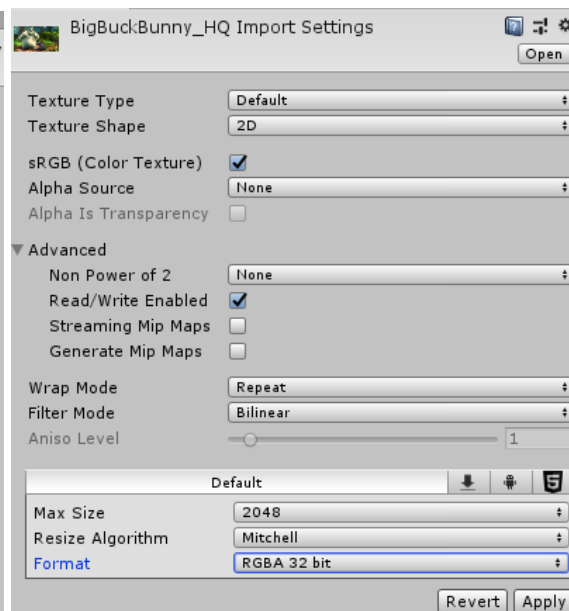 BigBuckBunny_HQ Import Settings
Open
Texture Type Default
Texture Shape 2D
sRGB (Color Texture)
Alpha Source None
Alpha Is Transparency
Advanced
Non Power of 2 None
Read/Write Enabled
Streaming Mip Maps
Generate Mip Maps
Wrap Mode Repeat
Filter Mode Bilinear
Aniso Level 1
Default 5
Max Size 2048
Resize Algorithm Mitchell
Format RGBA 32 bit
Revert Apply